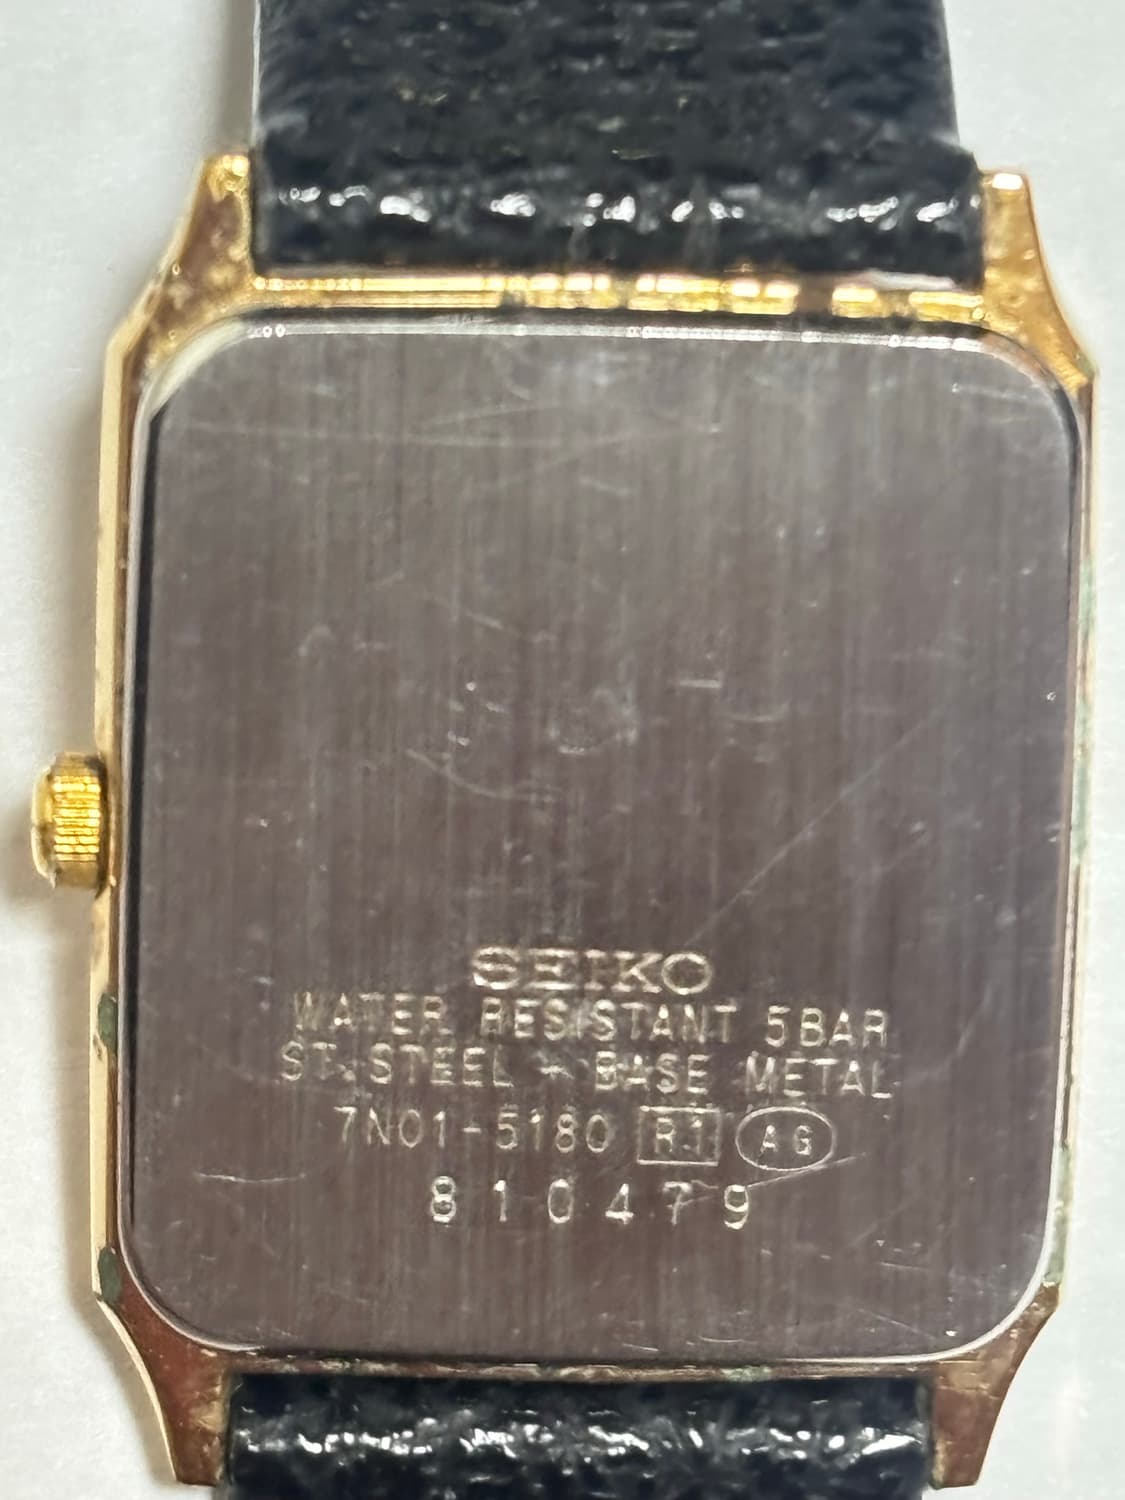 SEIKO
WATER RESISTANT 5BAR
ST.STEEL + BASE METAL
7N01-5180 R1 AG
810479